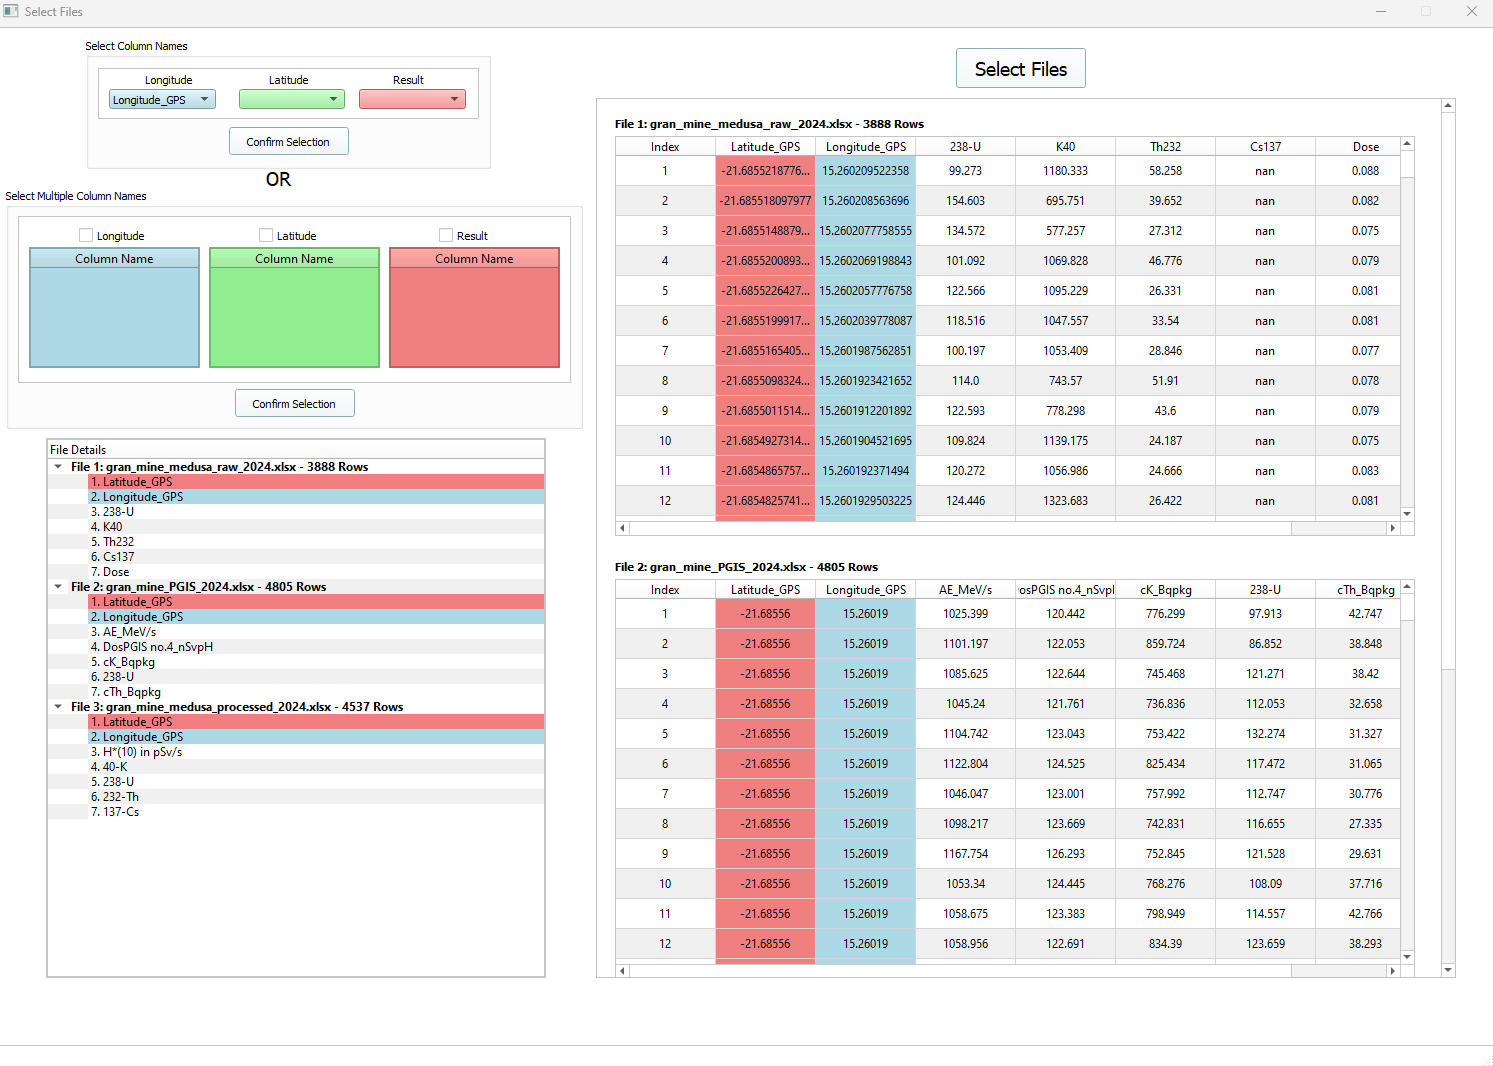 Select Files
Select Column Names
Longitude Latitude Result
Longitude_GPS
Confirm Selection
OR
Select Multiple Column Names
Longitude Latitude Result
Column Name Column Name Column Name
Confirm Selection
File Details
File 1: gran_mine_medusa_raw_2024.xlsx - 3888 Rows
1. Latitude_GPS
2. Longitude_GPS
3. 238-U
4. K40
5. Th232
6. Cs137
7. Dose
File 2: gran_mine_PGIS_2024.xlsx - 4805 Rows
1. Latitude_GPS
2. Longitude_GPS
3. AE_MeV/s
4. DosPGIS no.4_nSvpH
5. cK_Bqpkg
6. 238-U
7. cTh_Bqpkg
File 3: gran_mine_medusa_processed_2024.xlsx - 4537 Rows
1. Latitude_GPS
2. Longitude_GPS
3. H*(10) in pSv/s
4. 40-K
5. 238-U
6. 232-Th
7. 137-Cs
Select Files
File 1: gran_mine_medusa_raw_2024.xlsx - 3888 Rows
Index Latitude_GPS Longitude_GPS 238-U K40 Th232 Cs137 Dose
1 -21.6855218776... 15.260209522358 99.273 1180.333 58.258 nan 0.088
2 -21.685518097977 15.260208563696 154.603 695.751 39.652 nan 0.082
3 -21.6855148879... 15.2602077758555 134.572 577.257 27.312 nan 0.075
4 -21.6855200893... 15.2602069198843 101.092 1069.828 46.776 nan 0.079
5 -21.6855226427... 15.2602057776758 122.566 1095.229 26.331 nan 0.081
6 -21.6855199917... 15.2602039778087 118.516 1047.557 33.54 nan 0.081
7 -21.6855165405... 15.2601987562851 100.197 1053.409 28.846 nan 0.077
8 -21.6855098324... 15.2601923421652 114.0 743.57 51.91 nan 0.078
9 -21.6855011514... 15.2601912201892 122.593 778.298 43.6 nan 0.079
10 -21.6854927314... 15.2601904521695 109.824 1139.175 24.187 nan 0.075
11 -21.6854865757... 15.260192371494 120.272 1056.986 24.666 nan 0.083
12 -21.6854825741... 15.2601929503225 124.446 1323.683 26.422 nan 0.081
File 2: gran_mine_PGIS_2024.xlsx - 4805 Rows
Index Latitude_GPS Longitude_GPS AE_MeV/s osPGIS no.4_nSvpH cK_Bqpkg 238-U cTh_Bqpkg
1 -21.68556 15.26019 1025.399 120.442 776.299 97.913 42.747
2 -21.68556 15.26019 1101.197 122.053 859.724 86.852 38.848
3 -21.68556 15.26019 1085.625 122.644 745.468 121.271 38.42
4 -21.68556 15.26019 1045.24 121.761 736.836 112.053 32.658
5 -21.68556 15.26019 1104.742 123.043 753.422 132.274 31.327
6 -21.68556 15.26019 1122.804 124.525 825.434 117.472 31.065
7 -21.68556 15.26019 1046.047 123.001 757.992 112.747 30.776
8 -21.68556 15.26019 1098.217 123.669 742.831 116.655 27.335
9 -21.68556 15.26019 1167.754 126.293 752.845 121.528 29.631
10 -21.68556 15.26019 1053.34 124.445 768.276 108.09 37.716
11 -21.68556 15.26019 1058.675 123.383 798.949 114.557 42.766
12 -21.68556 15.26019 1058.956 122.691 834.39 123.659 38.293